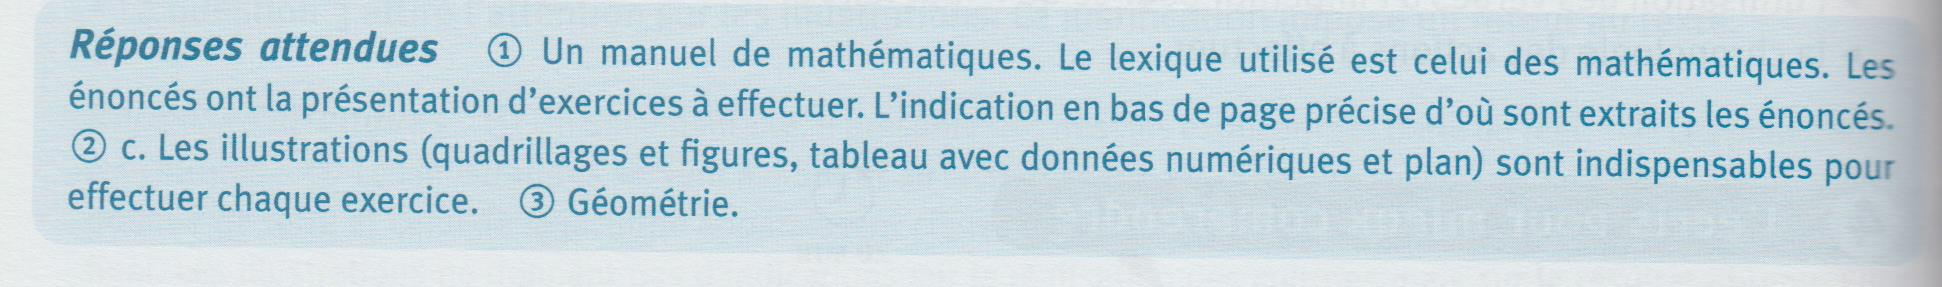 Réponses attendues ① Un manuel de mathématiques. Le lexique utilisé est celui des mathématiques. Les
énoncés ont la présentation d'exercices à effectuer. L'indication en bas de page précise d'où sont extraits les énoncés.
② c. Les illustrations (quadrillages et figures, tableau avec données numériques et plan) sont indispensables pour
effectuer chaque exercice. ③ Géométrie.